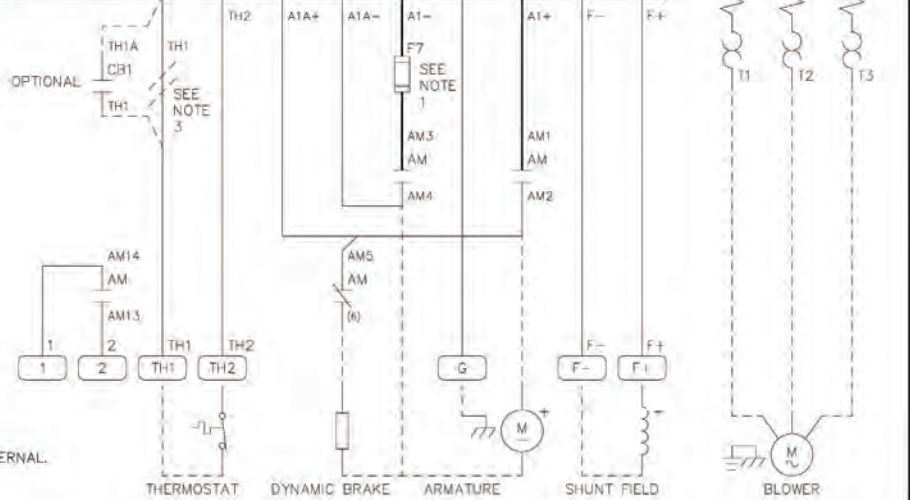 TH2 A1A+ A1A- A1- A1+ F- F+
TH1A TH1
F7
CB1
OPTIONAL
SEE
NOTE
1
T1 T2 T3
TH1
SEE
NOTE
3
AM3 AM1
AM AM
AM4 AM2
AM14 AM5
AM AM
AM13 (6)
1 2 TH1 TH2 F- F+
1 2 TH1 TH2 G F- F+
+ +
M M
ERNAL.
THERMOSTAT DYNAMIC BRAKE ARMATURE SHUNT FIELD BLOWER